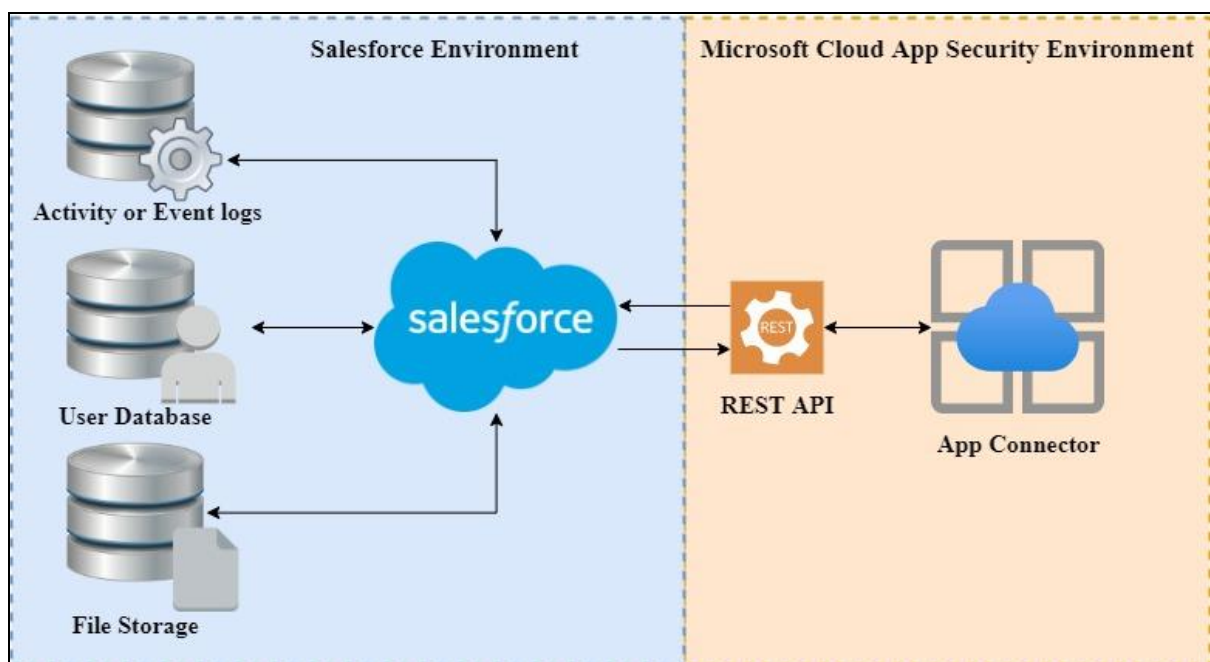 Salesforce Environment
Microsoft Cloud App Security Environment
Activity or Event logs
salesforce
REST
User Database
REST API
App Connector
File Storage